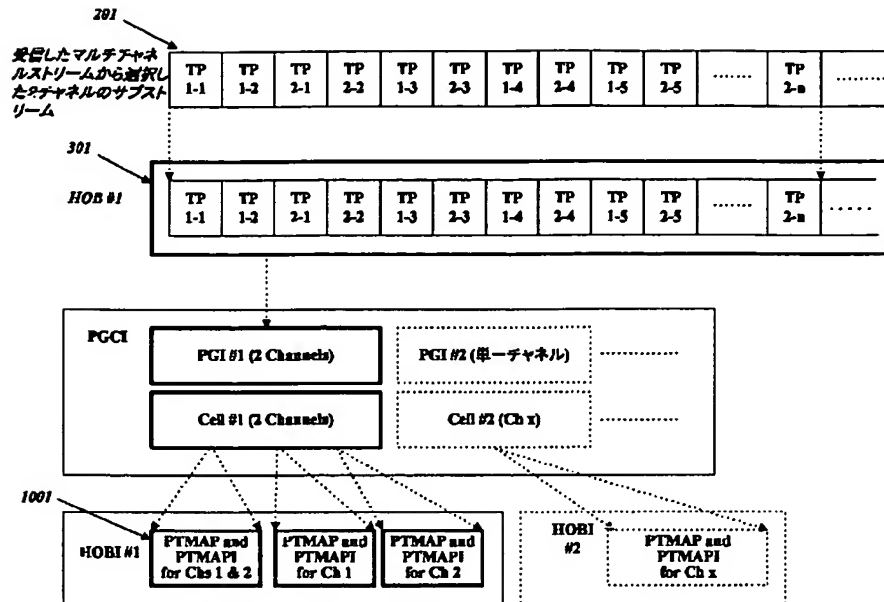 201
受信したマルチチャネ
ルストリームから選択し
た2チャネルのサブスト
リーム
TP 1-1 TP 1-2 TP 2-1 TP 2-2 TP 1-3 TP 2-3 TP 1-4 TP 2-4 TP 1-5 TP 2-5 ........ TP 2-n ........
301
HOB #1
TP 1-1 TP 1-2 TP 2-1 TP 2-2 TP 1-3 TP 2-3 TP 1-4 TP 2-4 TP 1-5 TP 2-5 ........ TP 2-n .....
PGCI
PGI #1 (2 Channels)
PGI #2 (単一チャネル)
Cell #1 (2 Channels)
Cell #2 (Ch x)
1001
HOBI #1
PTMAP and
PTMAPI
for Chs 1 & 2
PTMAP and
PTMAPI
for Ch 1
PTMAP and
PTMAPI
for Ch 2
HOBI
#2
PTMAP and
PTMAPI
for Ch x